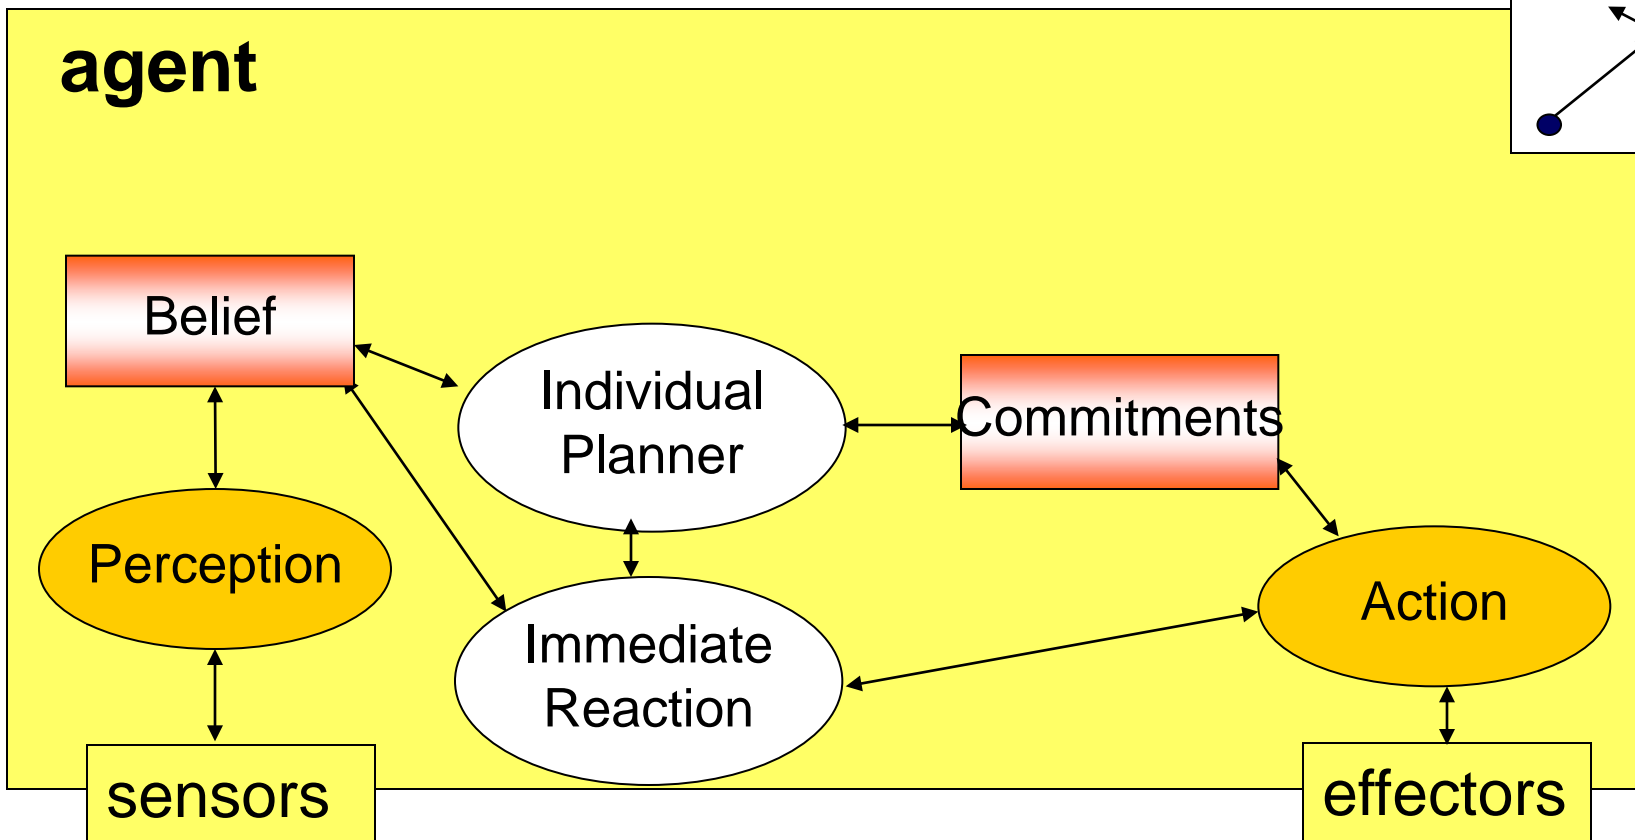 agent
Belief
Individual
Planner
Commitments
Perception
Action
Immediate
Reaction
sensors
effectors